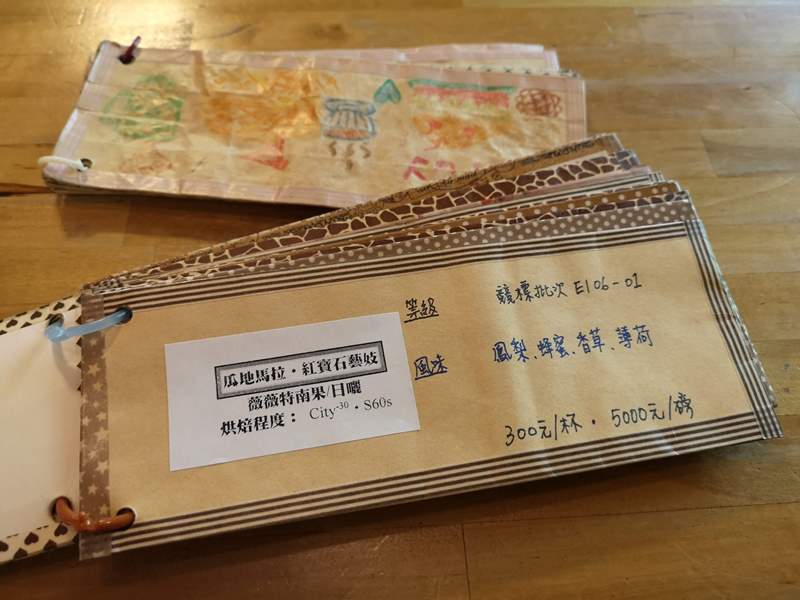 瓜地馬拉・紅寶石藝妓
薇薇特南果/日曬
烘焙程度： City-30・S60s
等級 競標批次 E106-01
風味 鳳梨、蜂蜜、香草、薄荷
300元/杯・5000元/磅